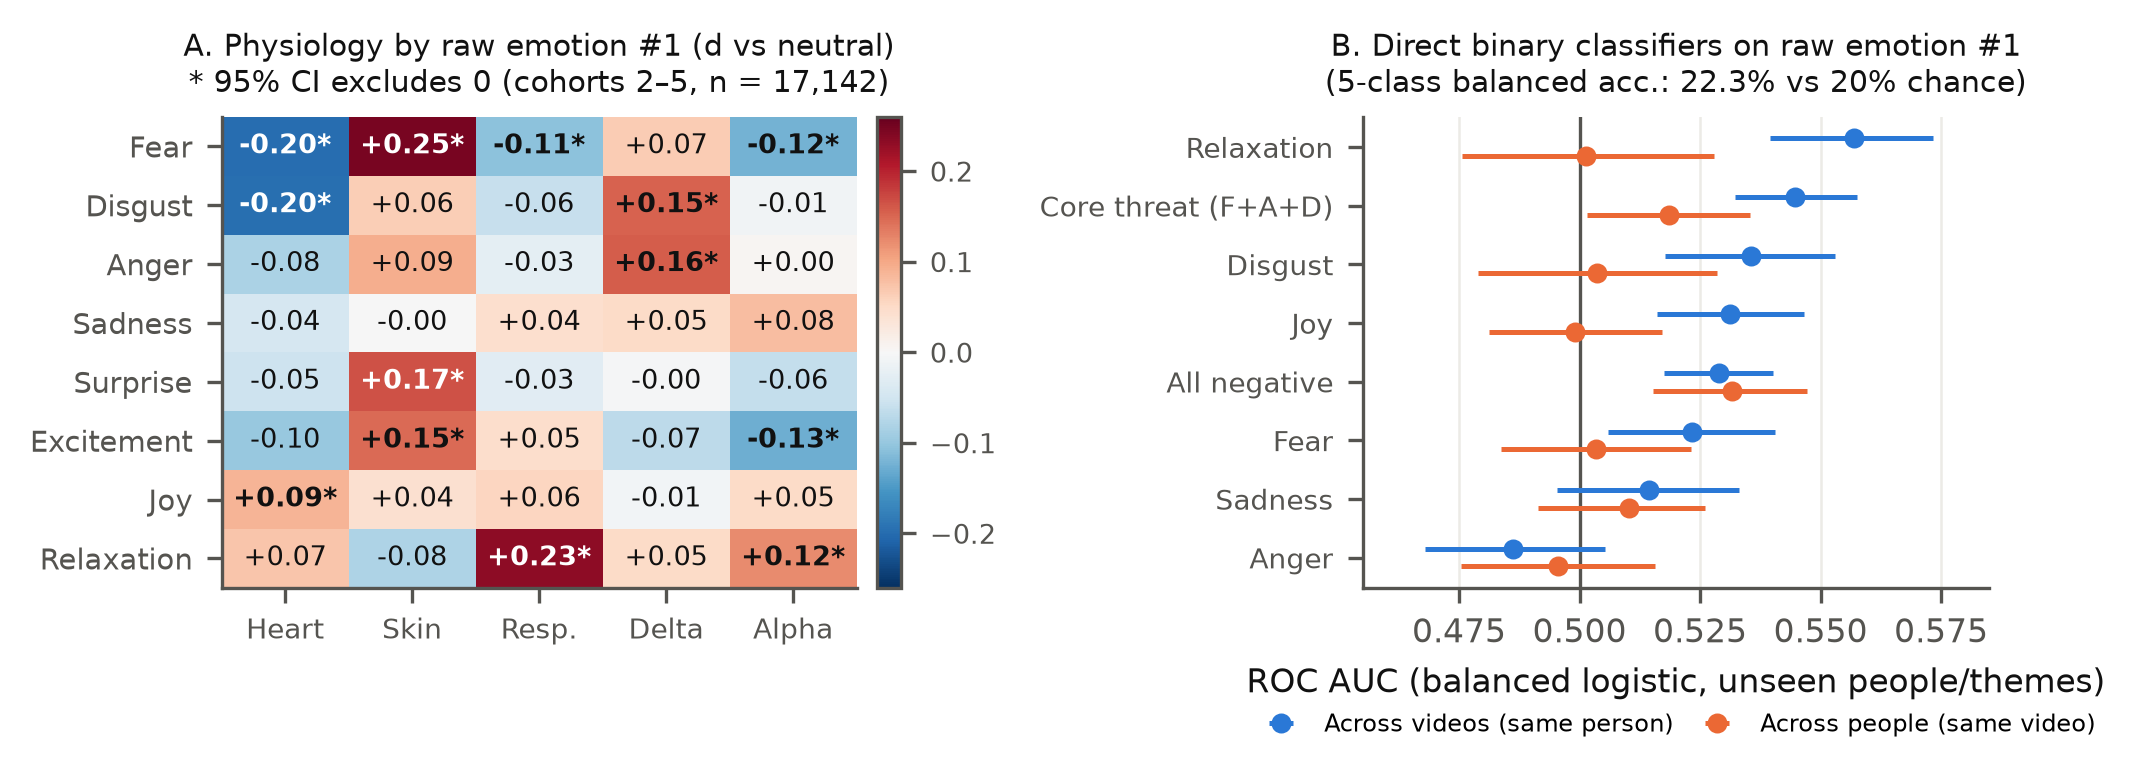 A. Physiology by raw emotion #1 (d vs neutral)
* 95% CI excludes 0 (cohorts 2–5, n = 17,142)
Fear -0.20* +0.25* -0.11* +0.07 -0.12*
Disgust -0.20* +0.06 -0.06 +0.15* -0.01
Anger -0.08 +0.09 -0.03 +0.16* +0.00
Sadness -0.04 -0.00 +0.04 +0.05 +0.08
Surprise -0.05 +0.17* -0.03 -0.00 -0.06
Excitement -0.10 +0.15* +0.05 -0.07 -0.13*
Joy +0.09* +0.04 +0.06 -0.01 +0.05
Relaxation +0.07 -0.08 +0.23* +0.05 +0.12*
Heart Skin Resp. Delta Alpha
0.2
0.1
0.0
−0.1
−0.2
B. Direct binary classifiers on raw emotion #1
(5-class balanced acc.: 22.3% vs 20% chance)
Relaxation
Core threat (F+A+D)
Disgust
Joy
All negative
Fear
Sadness
Anger
0.475 0.500 0.525 0.550 0.575
ROC AUC (balanced logistic, unseen people/themes)
Across videos (same person) Across people (same video)